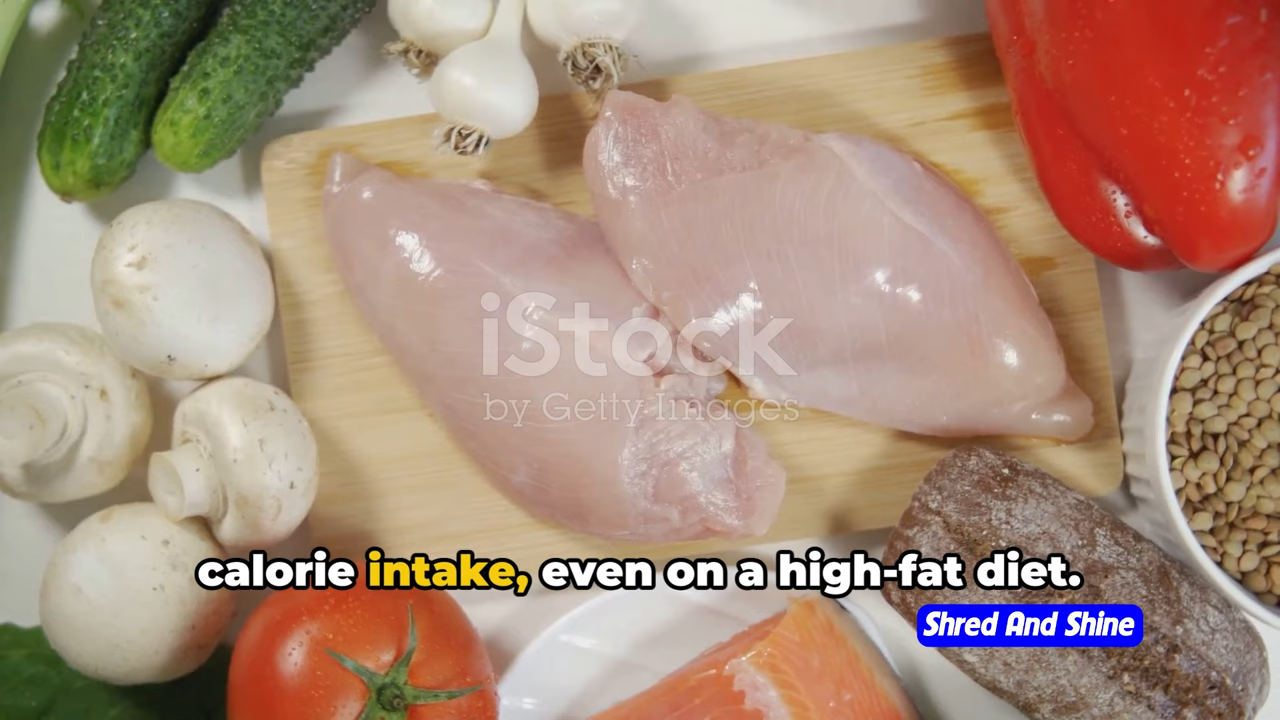 iStock
by Getty Images
calorie intake, even on a high-fat diet.
Shred And Shine